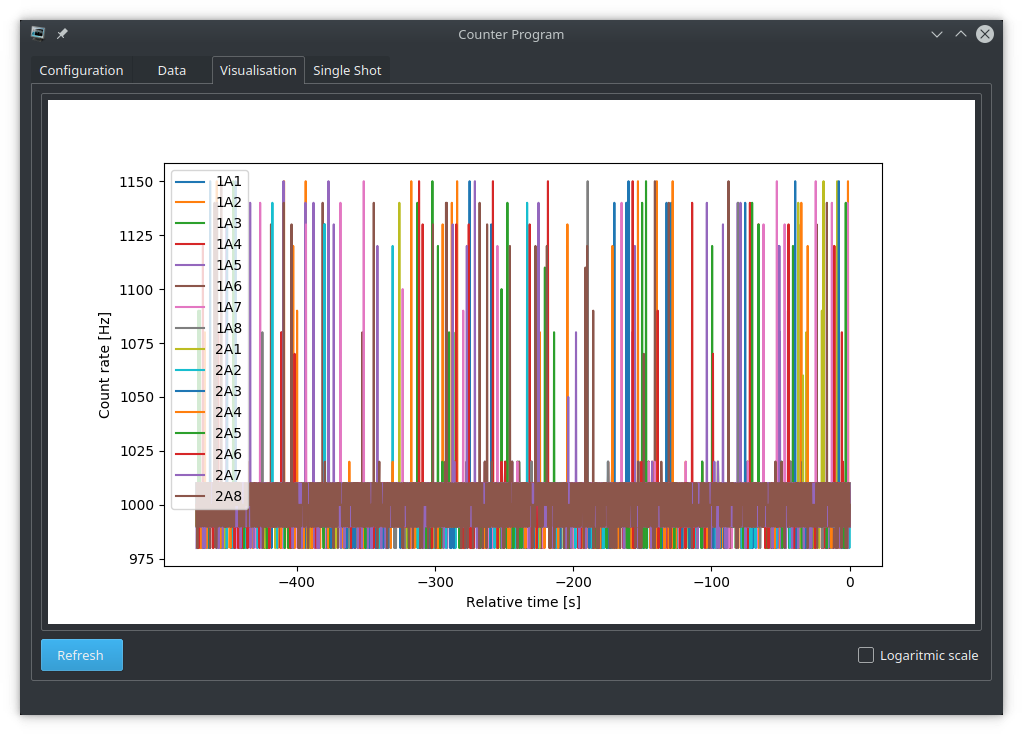 Counter Program
Configuration Data Visualisation Single Shot
1A1
1A2
1A3
1A4
1A5
1A6
1A7
1A8
2A1
2A2
2A3
2A4
2A5
2A6
2A7
2A8
1150
1125
1100
1075
1050
1025
1000
975
Count rate [Hz]
−400 −300 −200 −100 0
Relative time [s]
Refresh
Logaritmic scale